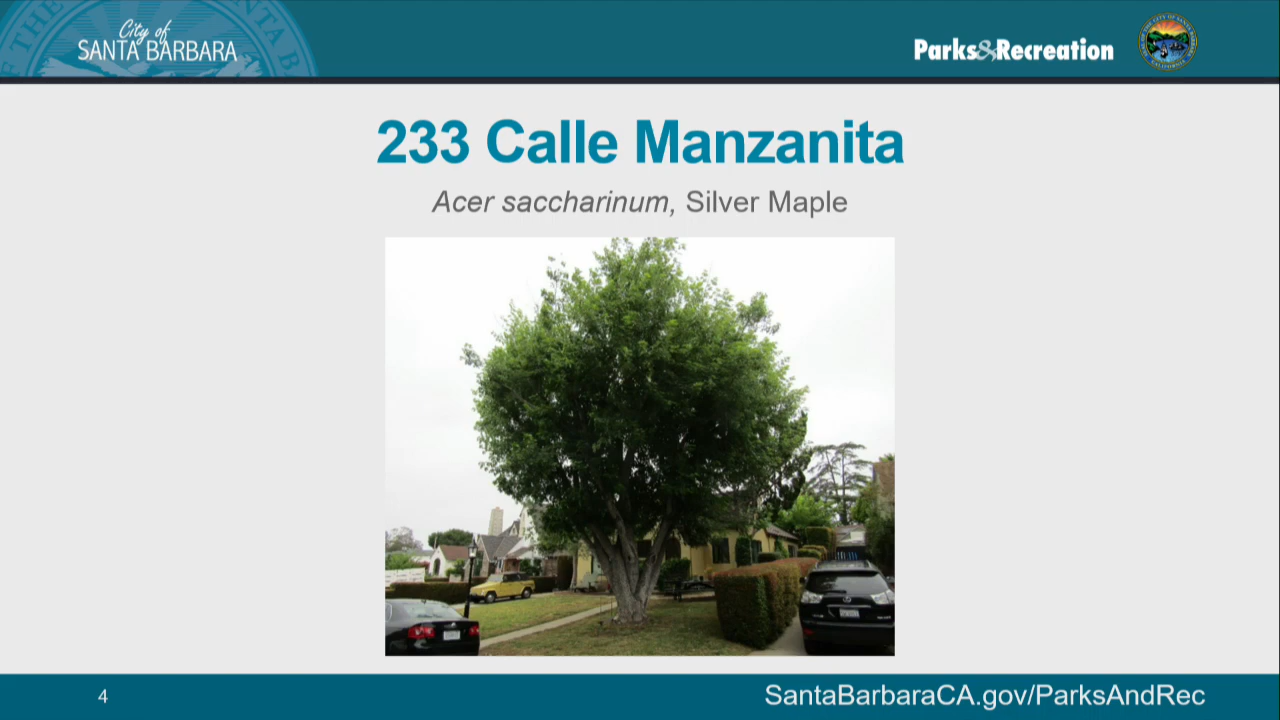 City of
SANTA BARBARA
Parks&Recreation
233 Calle Manzanita
Acer saccharinum, Silver Maple
4
SantaBarbaraCA.gov/ParksAndRec